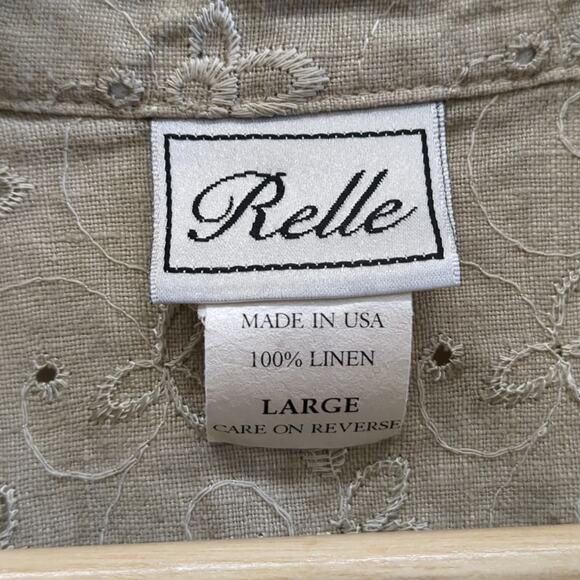 Relle
MADE IN USA
100% LINEN
LARGE
CARE ON REVERSE